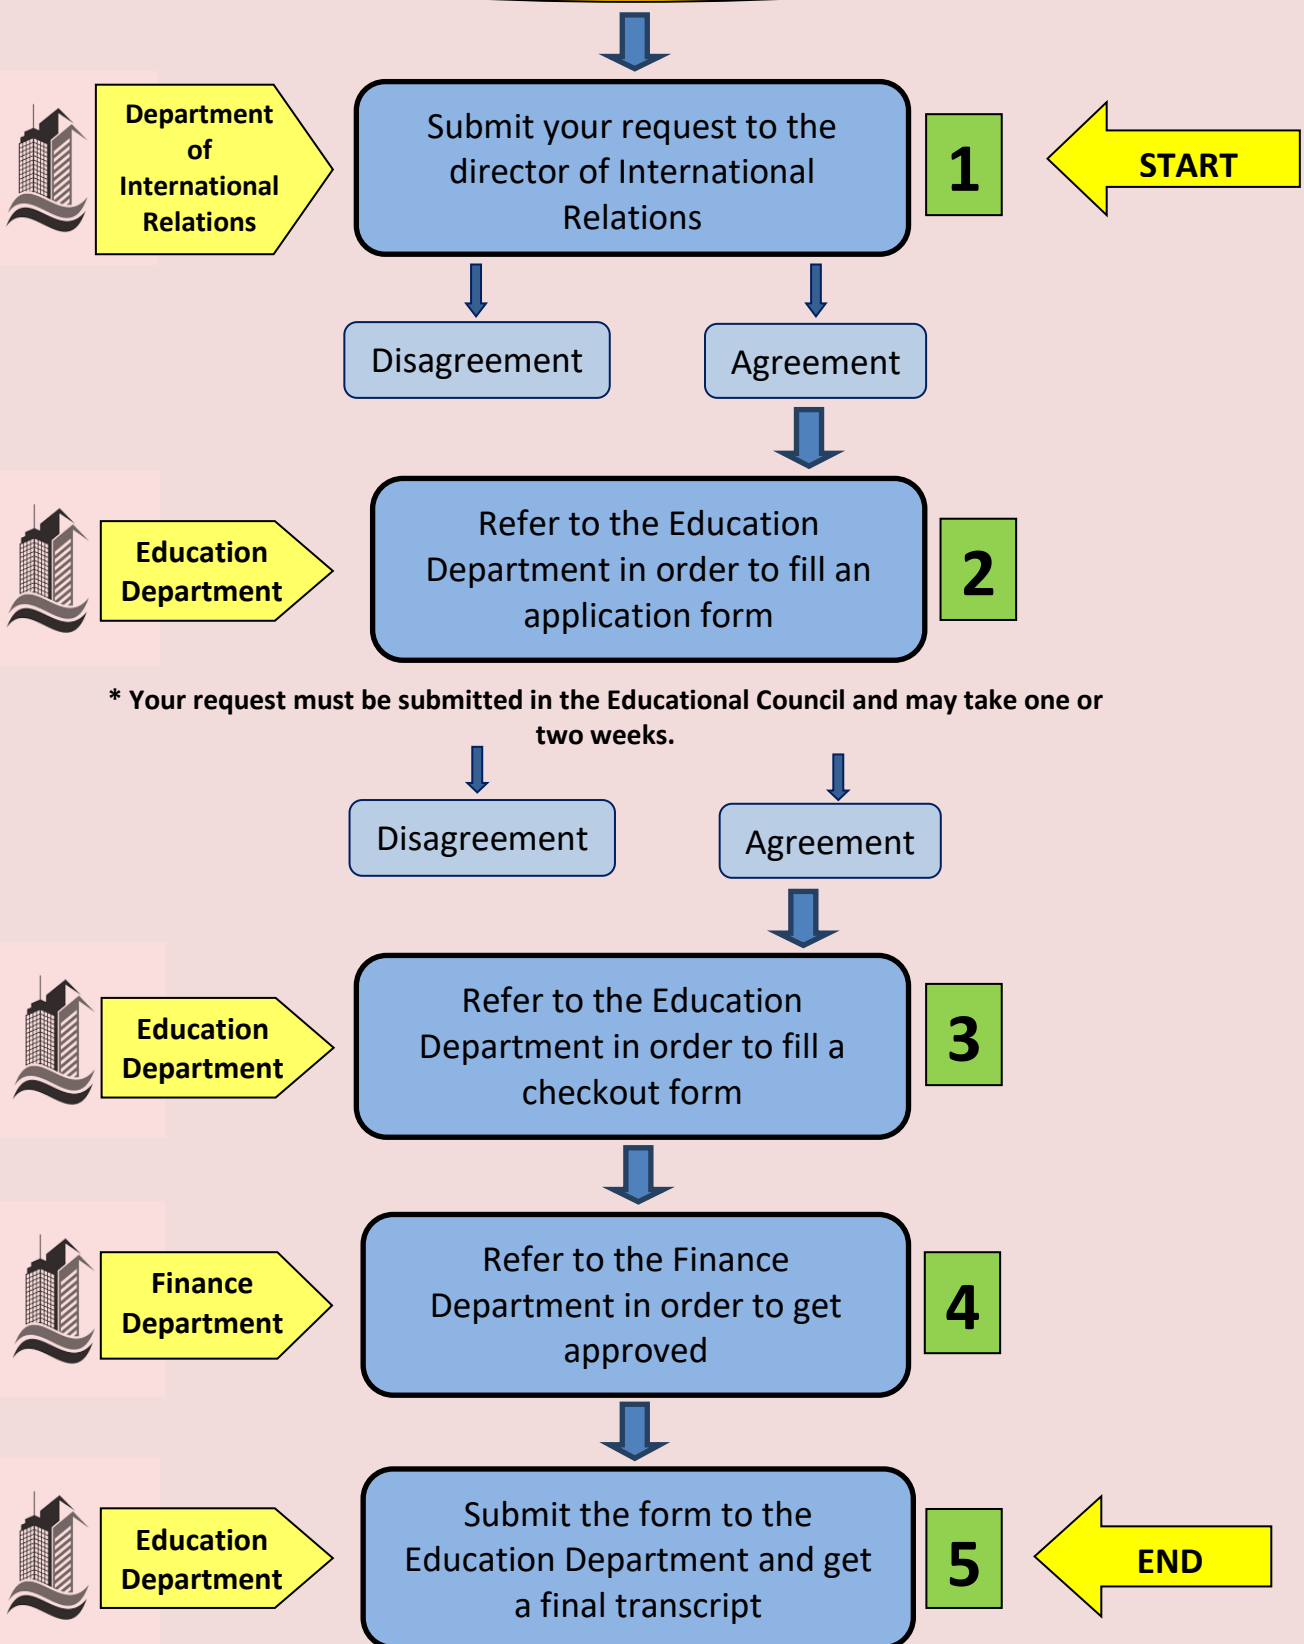 Department
of
International
Relations
Submit your request to the
director of International
Relations
1
START
Disagreement
Agreement
Education
Department
Refer to the Education
Department in order to fill an
application form
2
* Your request must be submitted in the Educational Council and may take one or
two weeks.
Disagreement
Agreement
Education
Department
Refer to the Education
Department in order to fill a
checkout form
3
Finance
Department
Refer to the Finance
Department in order to get
approved
4
Education
Department
Submit the form to the
Education Department and get
a final transcript
5
END